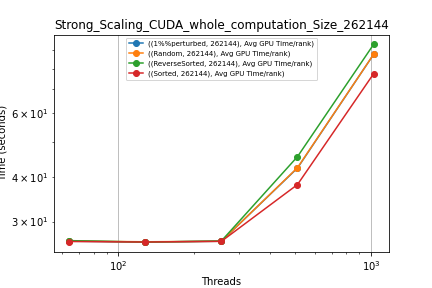 Strong_Scaling_CUDA_whole_computation_Size_262144
((1%%perturbed, 262144), Avg GPU Time/rank)
((Random, 262144), Avg GPU Time/rank)
((ReverseSorted, 262144), Avg GPU Time/rank)
((Sorted, 262144), Avg GPU Time/rank)
6 × 10¹
4 × 10¹
3 × 10¹
(seconds)
10² 10³
Threads